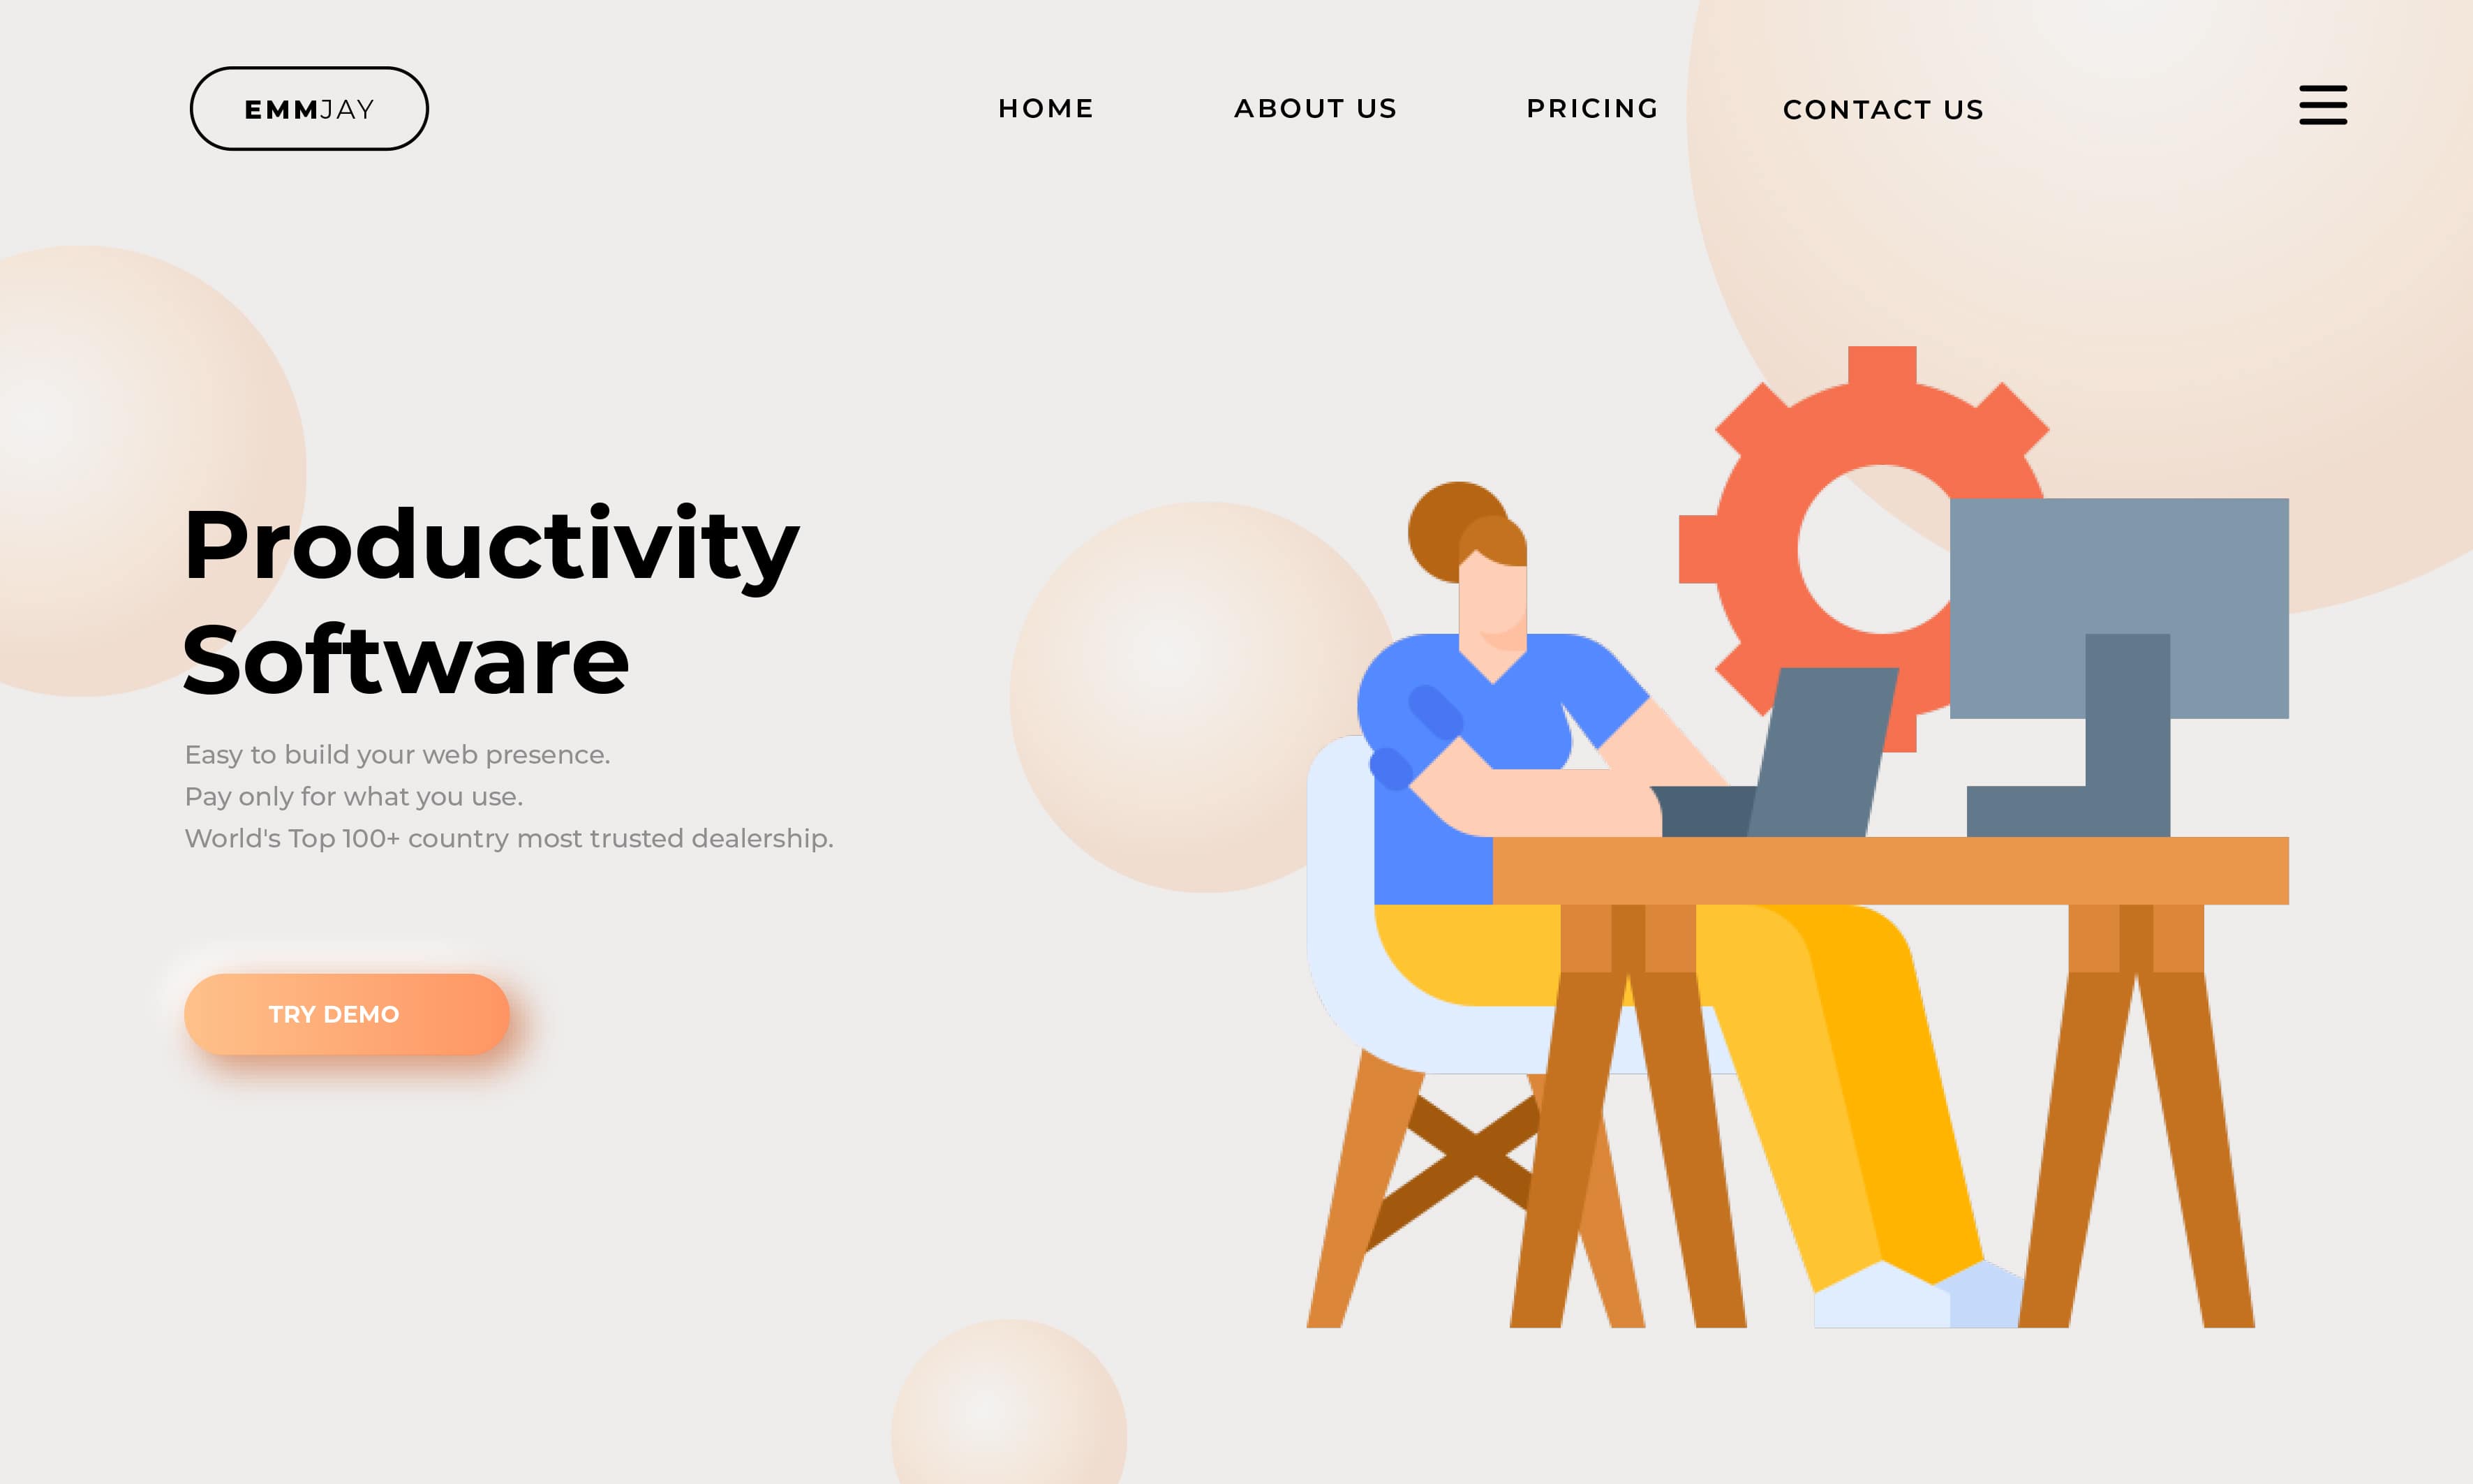 EMMJAY
HOME
ABOUT US
PRICING
CONTACT US
Productivity
Software
Easy to build your web presence.
Pay only for what you use.
World's Top 100+ country most trusted dealership.
TRY DEMO